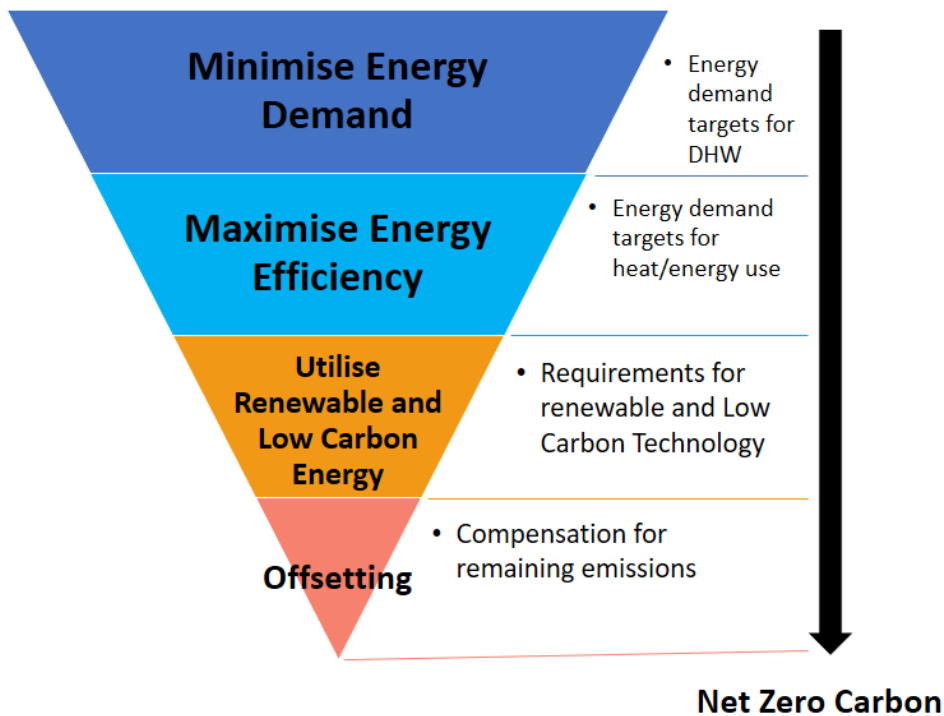 Minimise Energy
Demand
• Energy
demand
targets for
DHW
Maximise Energy
Efficiency
• Energy demand
targets for
heat/energy use
Utilise
Renewable and
Low Carbon
Energy
• Requirements for
renewable and Low
Carbon Technology
Offsetting
• Compensation for
remaining emissions
Net Zero Carbon